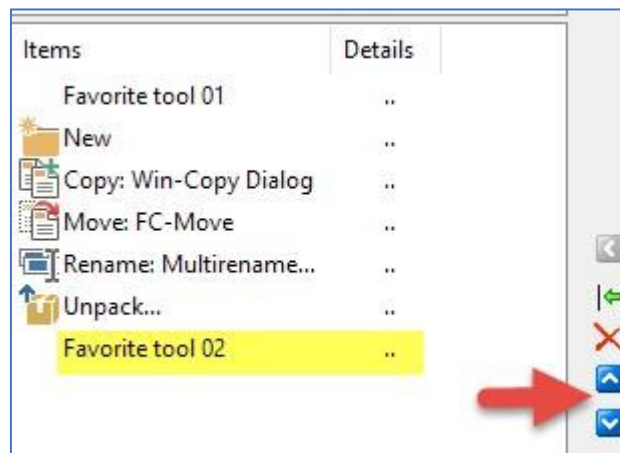 Items Details
Favorite tool 01 ..
New ..
Copy: Win-Copy Dialog ..
Move: FC-Move ..
Rename: Multirename... ..
Unpack... ..
Favorite tool 02 ..